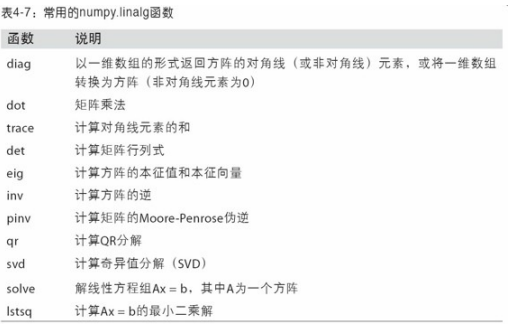 表4-7：常用的numpy.linalg函数
函数 说明
diag 以一维数组的形式返回方阵的对角线（或非对角线）元素，或将一维数组
转换为方阵（非对角线元素为0）
dot 矩阵乘法
trace 计算对角线元素的和
det 计算矩阵行列式
eig 计算方阵的本征值和本征向量
inv 计算方阵的逆
pinv 计算矩阵的Moore-Penrose伪逆
qr 计算QR分解
svd 计算奇异值分解（SVD）
solve 解线性方程组Ax = b，其中A为一个方阵
lstsq 计算Ax = b的最小二乘解